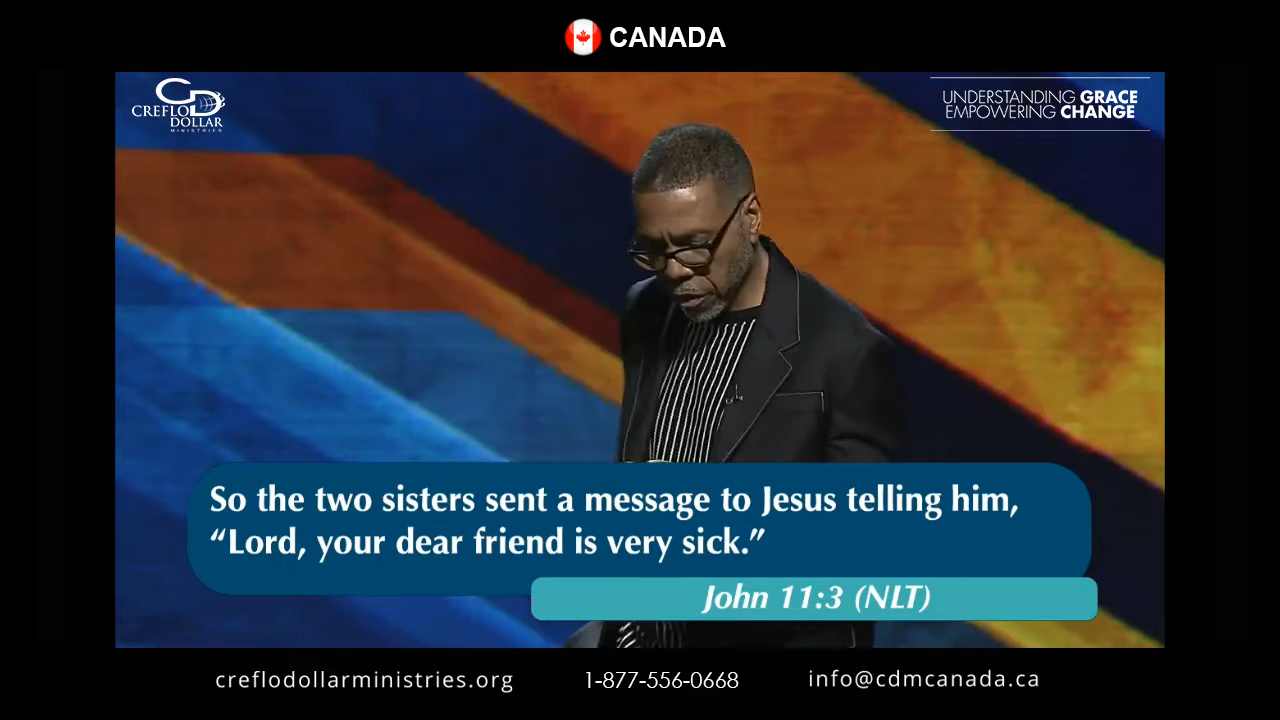 CANADA
CREFLO
DOLLAR
MINISTRIES
UNDERSTANDING GRACE
EMPOWERING CHANGE
So the two sisters sent a message to Jesus telling him,
“Lord, your dear friend is very sick.”
John 11:3 (NLT)
creflodollarministries.org
1-877-556-0668
info@cdmcanada.ca